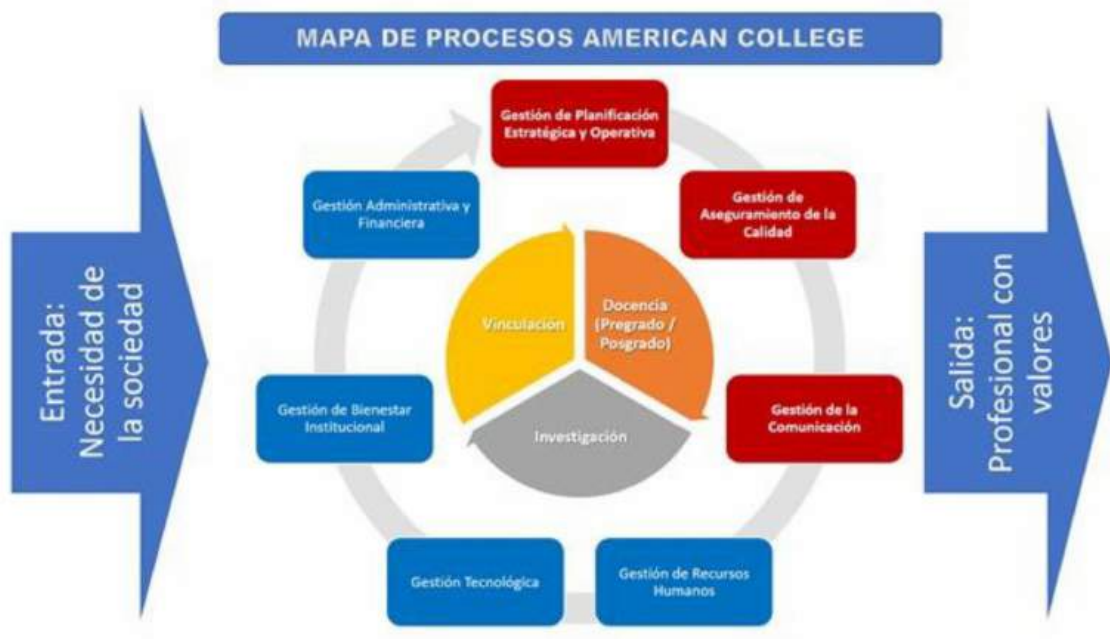 MAPA DE PROCESOS AMERICAN COLLEGE
Entrada:
Necesidad de
la sociedad
Gestión de Planificación
Estratégica y Operativa
Gestión de
Aseguramiento de la
Calidad
Gestión de la
Comunicación
Gestión de Recursos
Humanos
Gestión Tecnológica
Gestión de Bienestar
Institucional
Gestión Administrativa y
Financiera
Vinculación
Docencia
(Pregrado /
Posgrado)
Investigación
Salida:
Profesional con
valores